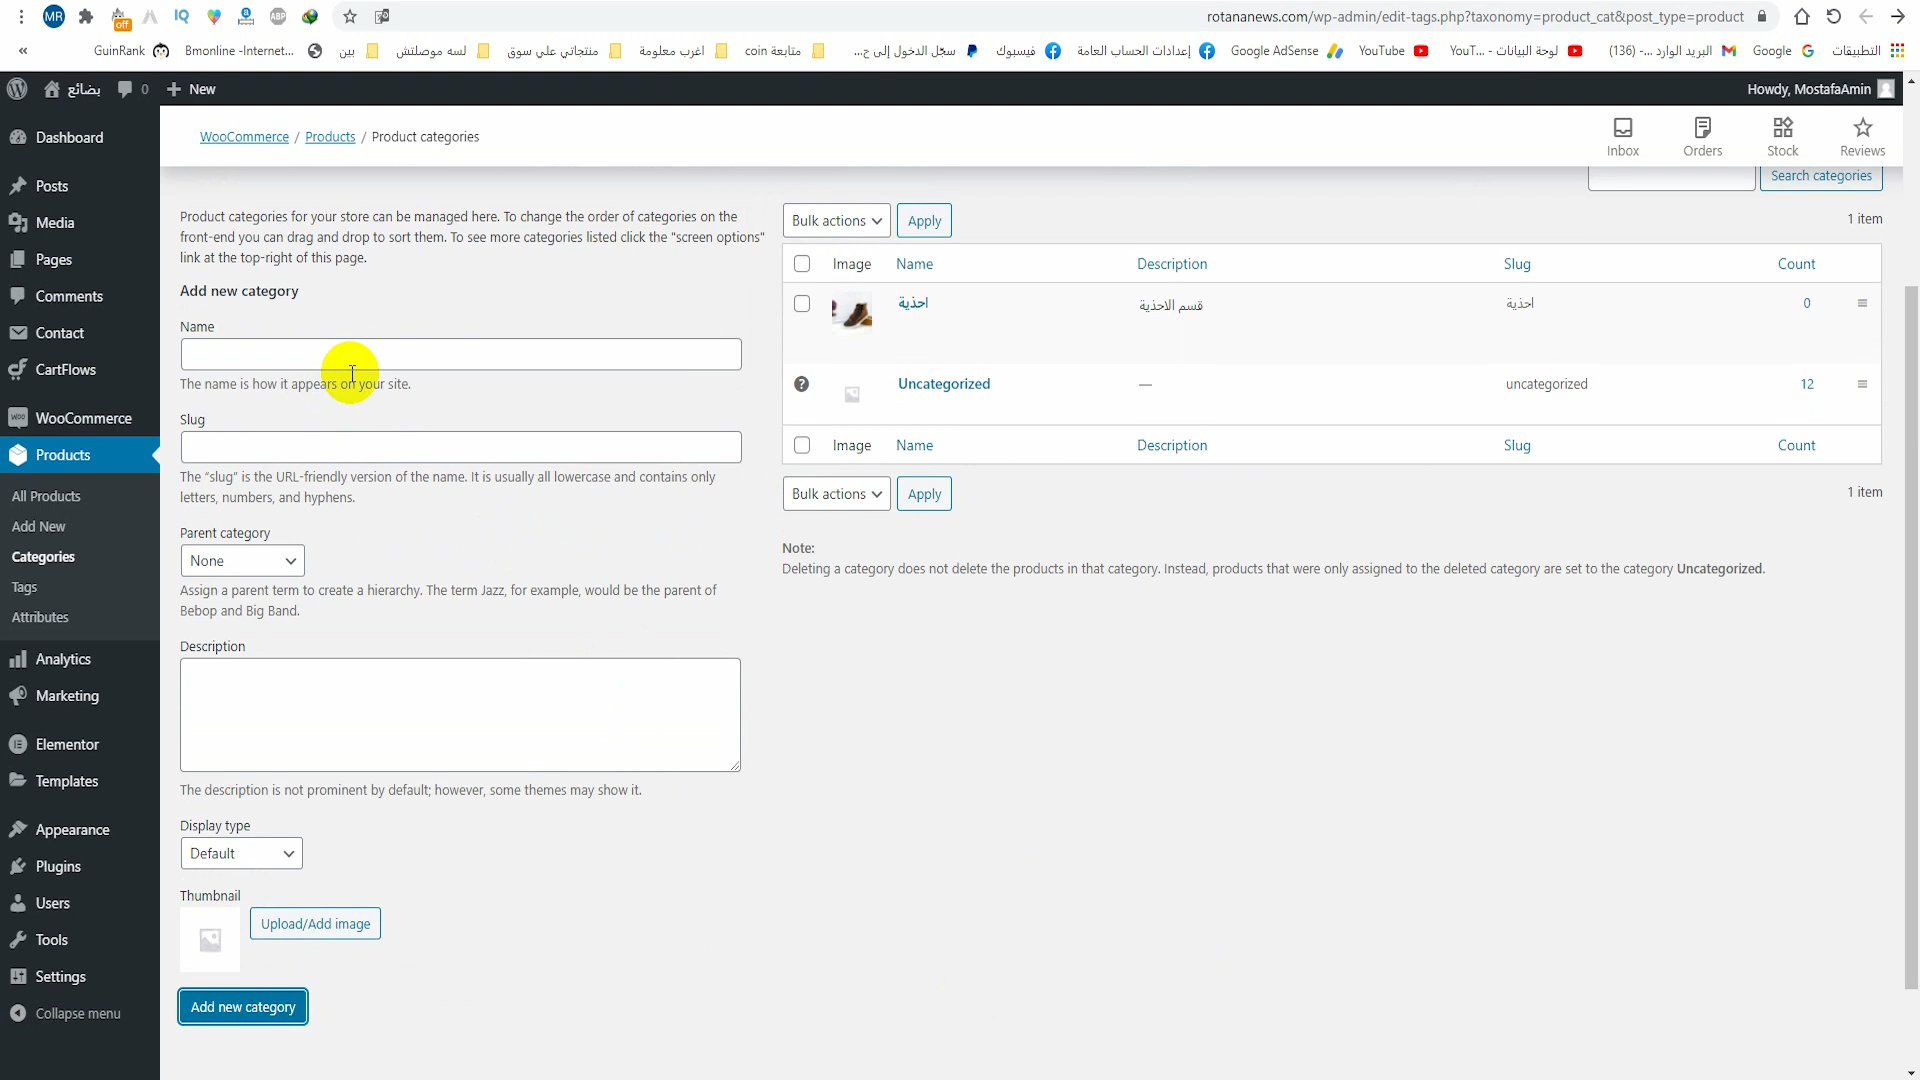 MR
off
IQ
ABP
rotananews.com/wp-admin/edit-tags.php?taxonomy=product_cat&post_type=product
«
GuinRank
Bmonline -Internet...
بين
لسه موصلتش
منتجاتي علي سوق
اغرب معلومة
متابعة coin
سجّل الدخول إلى ح...
فيسبوك
إعدادات الحساب العامة
Google AdSense
YouTube
لوحة البيانات - YouT...
البريد الوارد ...- (136)
Google
التطبيقات
بضائع
0
+ New
Howdy, MostafaAmin
WooCommerce / Products / Product categories
Inbox
Orders
Stock
Reviews
Dashboard
Posts
Media
Pages
Comments
Contact
CartFlows
WooCommerce
Products
All Products
Add New
Categories
Tags
Attributes
Analytics
Marketing
Elementor
Templates
Appearance
Plugins
Users
Tools
Settings
Collapse menu
Product categories for your store can be managed here. To change the order of categories on the
front-end you can drag and drop to sort them. To see more categories listed click the "screen options"
link at the top-right of this page.
Add new category
Name
The name is how it appears on your site.
Slug
The “slug” is the URL-friendly version of the name. It is usually all lowercase and contains only
letters, numbers, and hyphens.
Parent category
None
Assign a parent term to create a hierarchy. The term Jazz, for example, would be the parent of
Bebop and Big Band.
Description
The description is not prominent by default; however, some themes may show it.
Display type
Default
Thumbnail
Upload/Add image
Add new category
Search categories
Bulk actions
Apply
1 item
Image Name Description Slug Count
احذية قسم الاحذية احذية 0
Uncategorized — uncategorized 12
Image Name Description Slug Count
Bulk actions
Apply
1 item
Note:
Deleting a category does not delete the products in that category. Instead, products that were only assigned to the deleted category are set to the category Uncategorized.